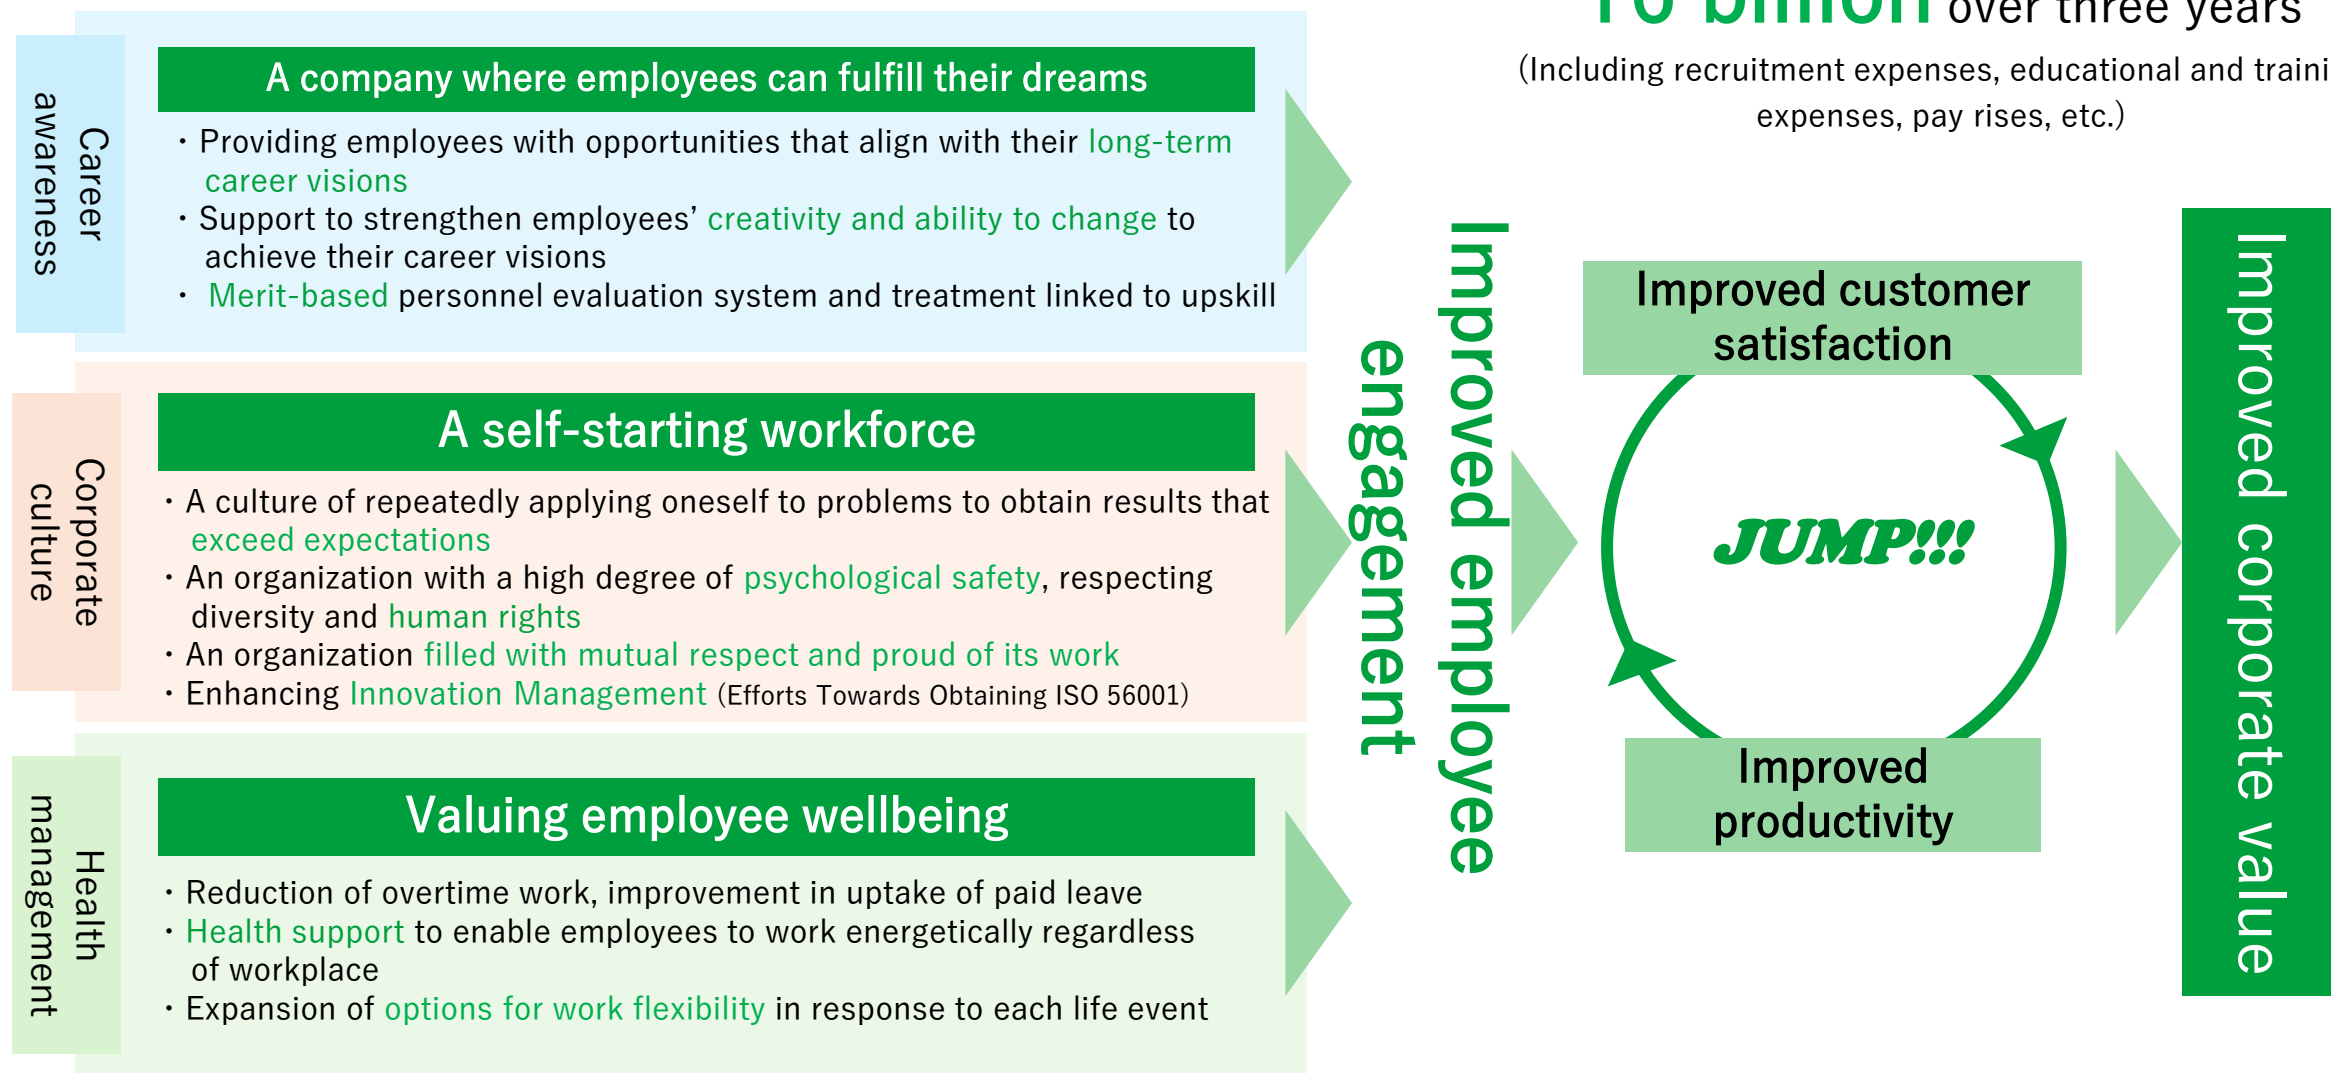 billion over three years
(Including recruitment expenses, educational and traini
expenses, pay rises, etc.)
Career
awareness
A company where employees can fulfill their dreams
・Providing employees with opportunities that align with their long-term
career visions
・Support to strengthen employees’ creativity and ability to change to
achieve their career visions
・ Merit-based personnel evaluation system and treatment linked to upskill
Corporate
culture
A self-starting workforce
・A culture of repeatedly applying oneself to problems to obtain results that
exceed expectations
・An organization with a high degree of psychological safety, respecting
diversity and human rights
・An organization filled with mutual respect and proud of its work
・Enhancing Innovation Management (Efforts Towards Obtaining ISO 56001)
Health
management
Valuing employee wellbeing
・Reduction of overtime work, improvement in uptake of paid leave
・Health support to enable employees to work energetically regardless
of workplace
・Expansion of options for work flexibility in response to each life event
Improved employee
engagement
Improved customer
satisfaction
JUMP!!!
Improved
productivity
Improved corporate value